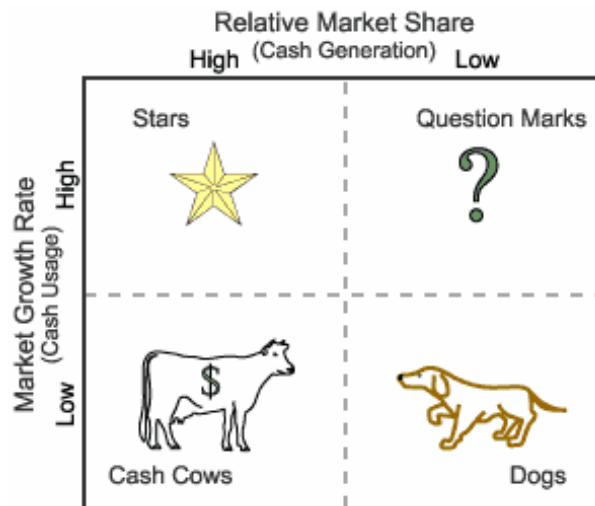 Relative Market Share
(Cash Generation)
High Low
Stars Question Marks
?
Market Growth Rate
(Cash Usage)
High
Low
$
Cash Cows Dogs